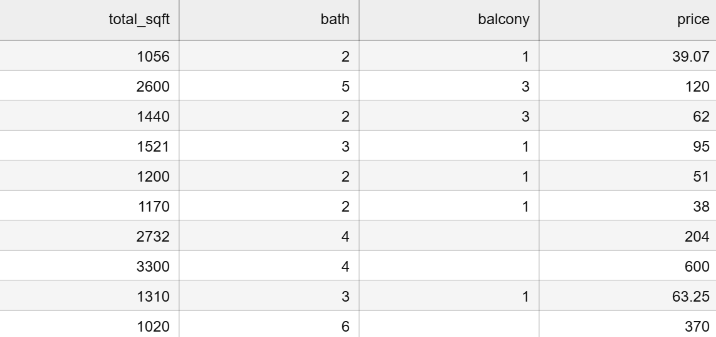 total_sqft bath balcony price
1056 2 1 39.07
2600 5 3 120
1440 2 3 62
1521 3 1 95
1200 2 1 51
1170 2 1 38
2732 4 204
3300 4 600
1310 3 1 63.25
1020 6 370